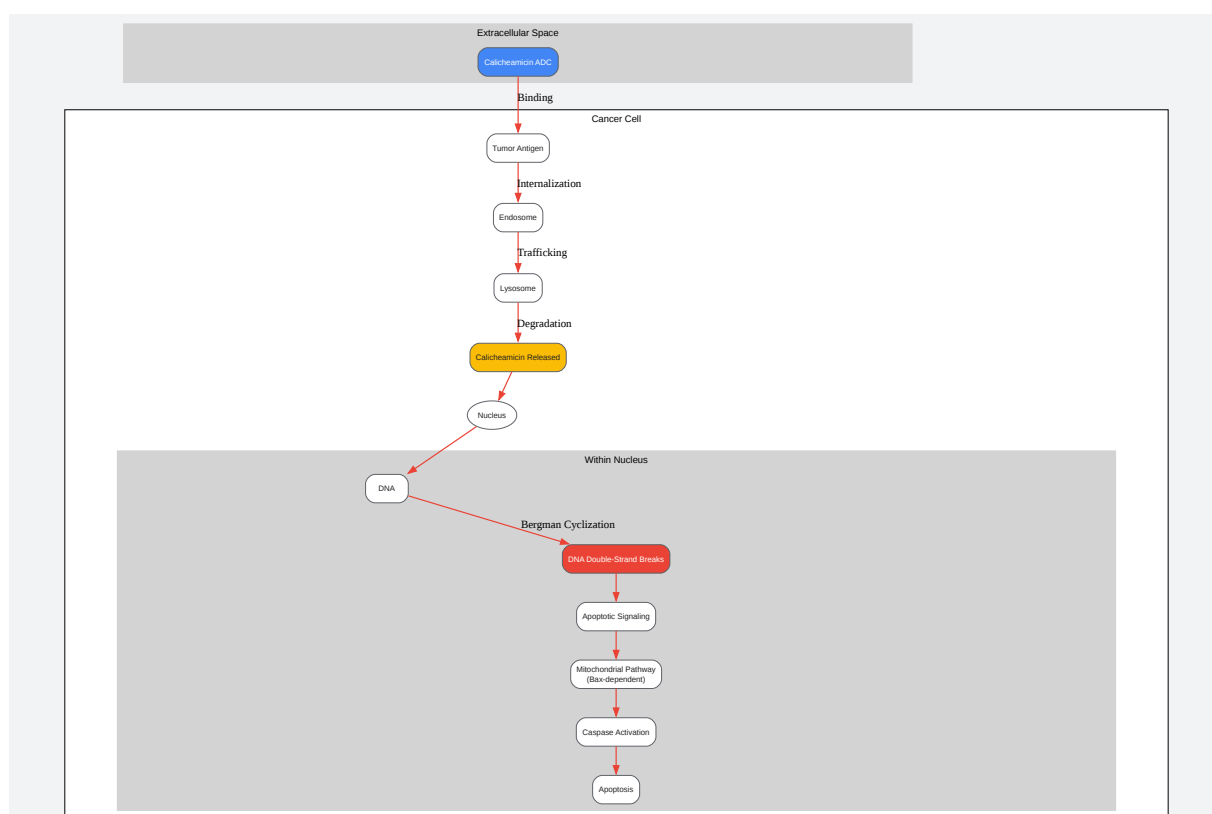 Extracellular Space
Calicheamicin ADC
Binding
Cancer Cell
Tumor Antigen
Internalization
Endosome
Trafficking
Lysosome
Degradation
Calicheamicin Released
Nucleus
Within Nucleus
DNA
Bergman Cyclization
DNA Double-Strand Breaks
Apoptotic Signaling
Mitochondrial Pathway
(Bax-dependent)
Caspase Activation
Apoptosis